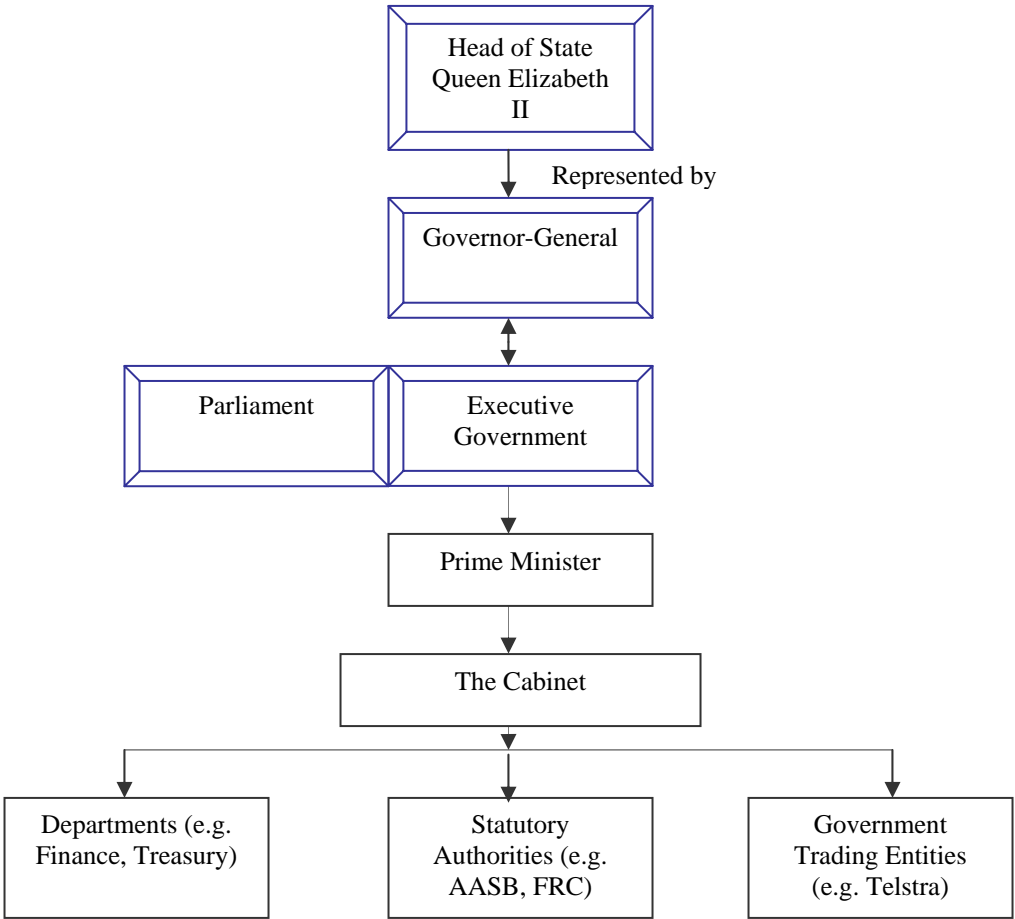 Head of State
Queen Elizabeth
II
Represented by
Governor-General
Parliament
Executive
Government
Prime Minister
The Cabinet
Departments (e.g.
Finance, Treasury)
Statutory
Authorities (e.g.
AASB, FRC)
Government
Trading Entities
(e.g. Telstra)